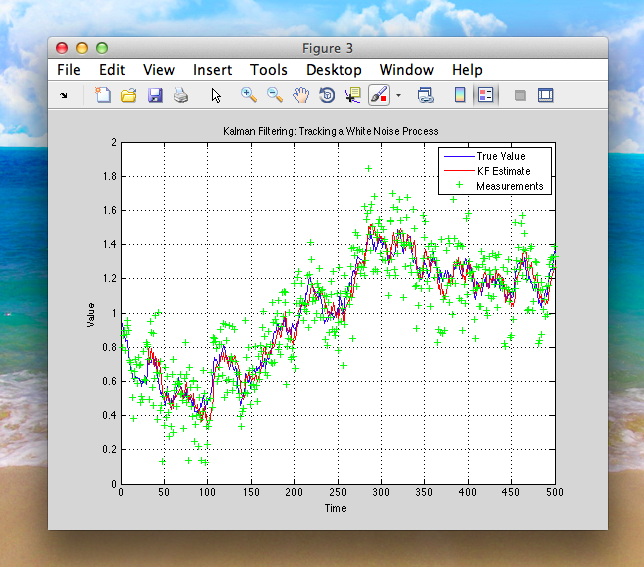 Figure 3
File Edit View Insert Tools Desktop Window Help
Kalman Filtering: Tracking a White Noise Process
True Value
KF Estimate
Measurements
2
1.8
1.6
1.4
1.2
1
0.8
0.6
0.4
0.2
0
Value
0 50 100 150 200 250 300 350 400 450 500
Time